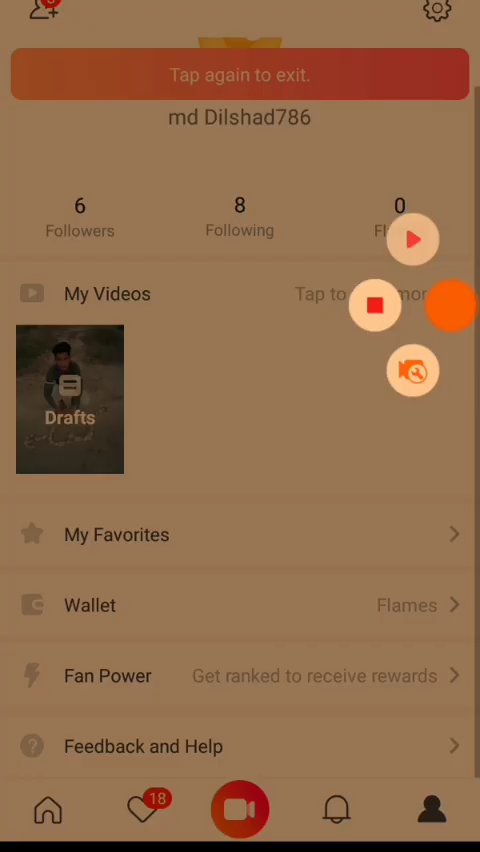 Tap again to exit.
md Dilshad786
6
8
0
Followers
Following
My Videos
Tap to
Drafts
My Favorites
Wallet
Flames
Fan Power
Get ranked to receive rewards
Feedback and Help
18